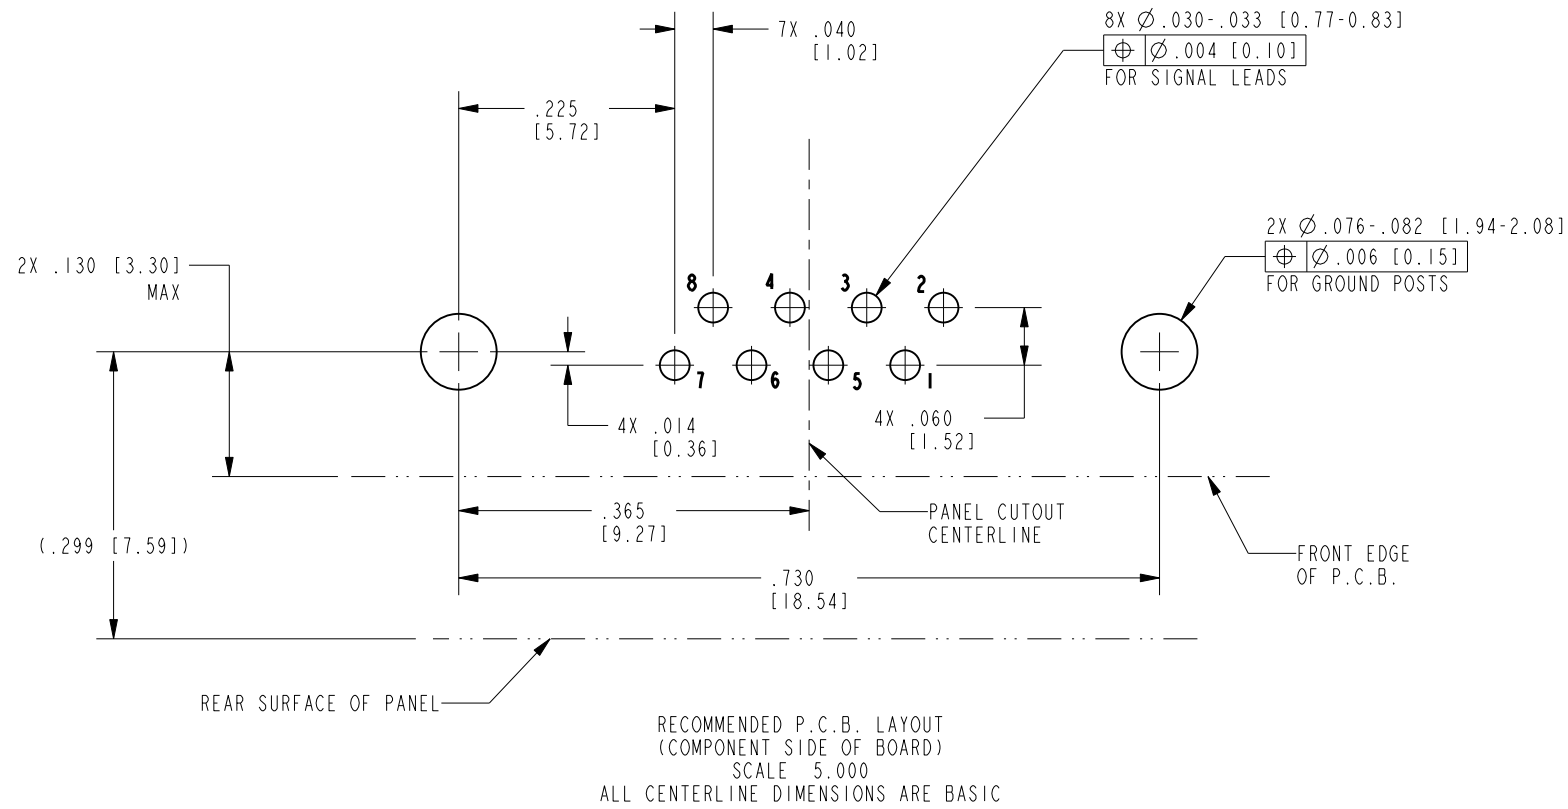 7X .040
[1.02]
8X Ø.030-.033 [0.77-0.83]
⌖ Ø.004 [0.10]
FOR SIGNAL LEADS
.225
[5.72]
2X Ø.076-.082 [1.94-2.08]
⌖ Ø.006 [0.15]
FOR GROUND POSTS
2X .130 [3.30]
MAX
8 4 3 2
7 6 5 1
4X .014
[0.36]
4X .060
[1.52]
.365
[9.27]
PANEL CUTOUT
CENTERLINE
(.299 [7.59])
FRONT EDGE
OF P.C.B.
.730
[18.54]
REAR SURFACE OF PANEL
RECOMMENDED P.C.B. LAYOUT
(COMPONENT SIDE OF BOARD)
SCALE 5.000
ALL CENTERLINE DIMENSIONS ARE BASIC